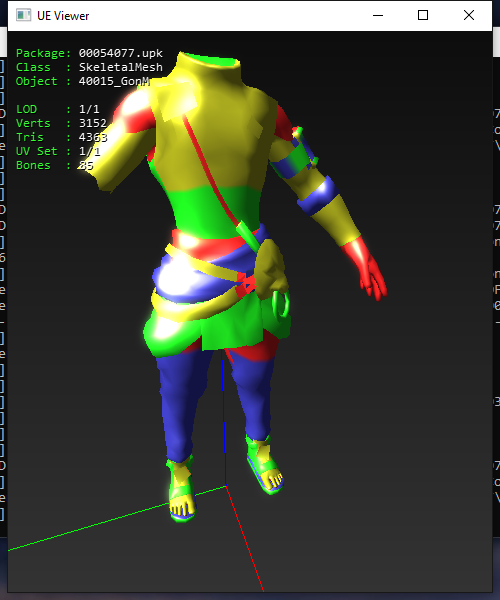 UE Viewer
Package: 00054077.upk
Class : SkeletalMesh
Object : 40015_GonM
LOD : 1/1
Verts : 3152
Tris : 4363
UV Set : 1/1
Bones : 85